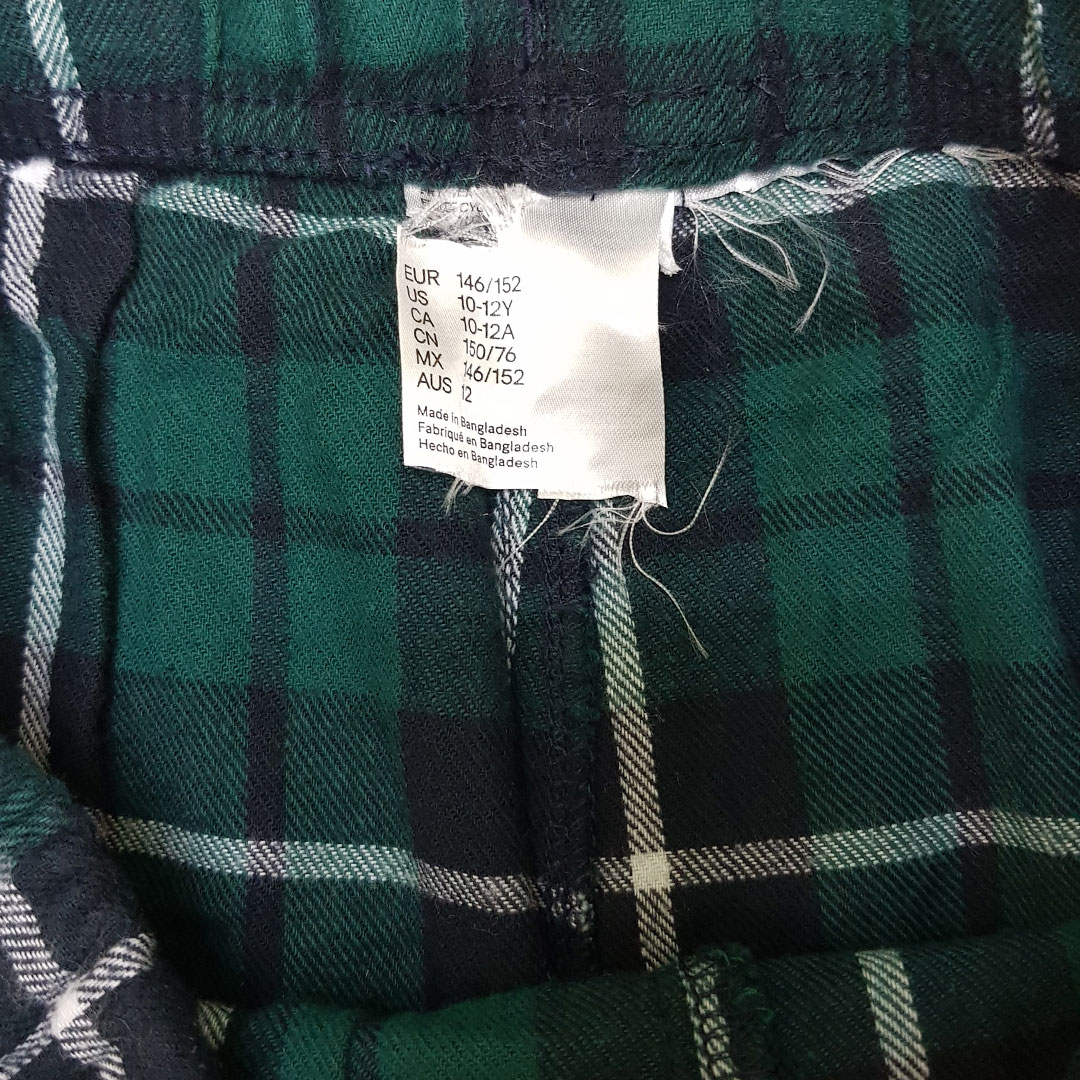 EUR 146/152
US 10-12Y
CA 10-12A
CN 150/76
MX 146/152
AUS 12
Made in Bangladesh
Fabriqué en Bangladesh
Hecho en Bangladesh